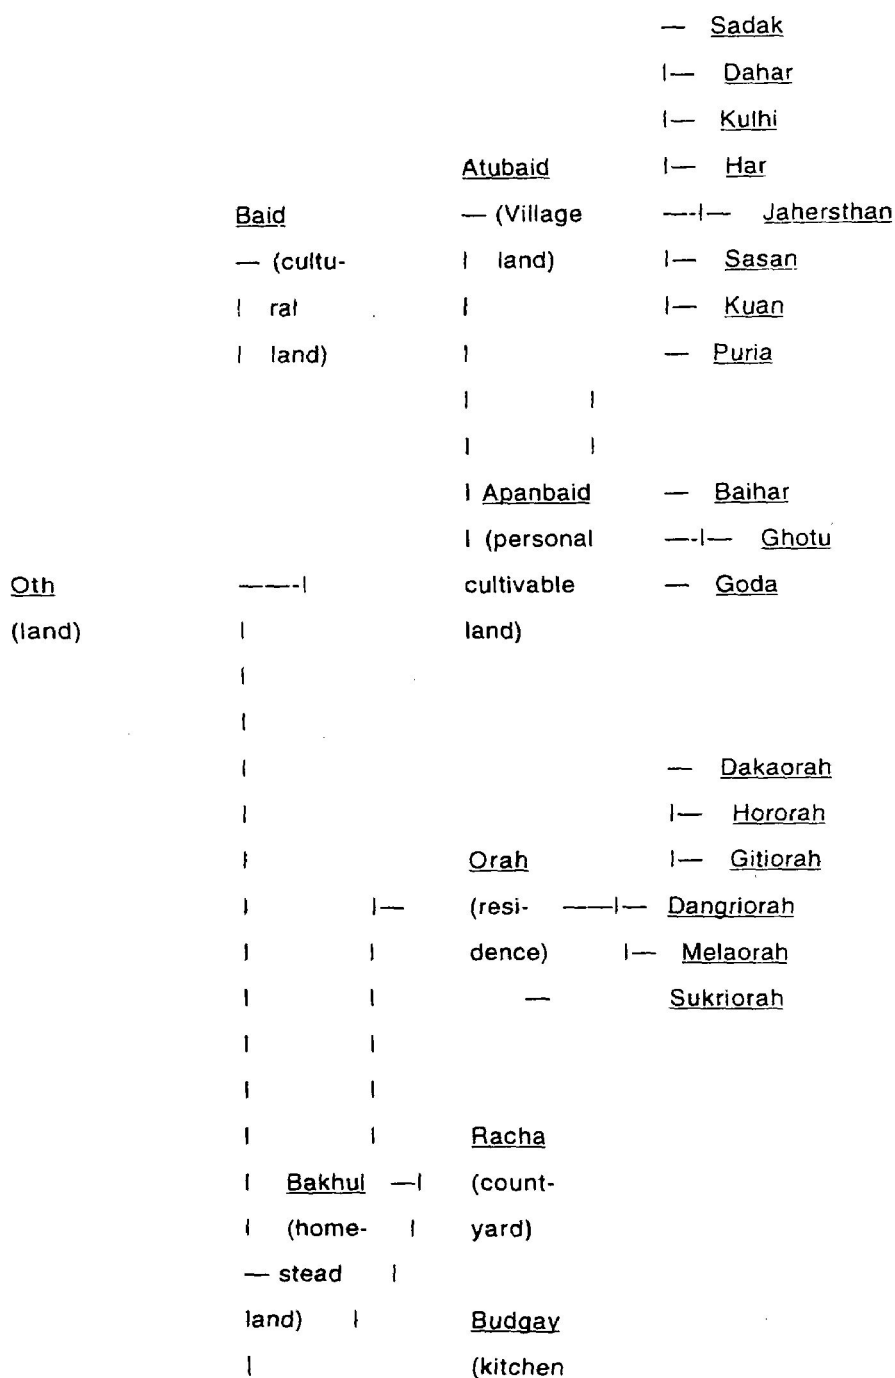 — Sadak
|— Dahar
|— Kulhi
Atubaid |— Har
Baid — (Village —-|— Jahersthan
— (cultu- | land) |— Sasan
| ral | |— Kuan
| land) | — Puria
| |
| |
| Apanbaid — Baihar
| (personal —-|— Ghotu
Oth ———-| cultivable — Goda
(land) | land)
|
|
| — Dakaorah
| |— Hororah
| Orah |— Gitiorah
| |— (resi- ——|— Dangriorah
| | dence) |— Melaorah
| | — Sukriorah
| |
| |
| | Racha
| Bakhul —| (count-
| (home- | yard)
— stead |
land) | Budgay
| (kitchen